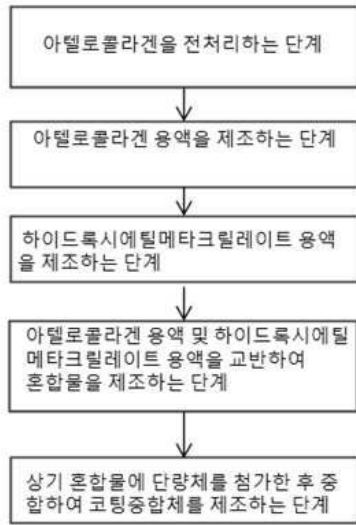 아텔로콜라겐을 전처리하는 단계
아텔로콜라겐 용액을 제조하는 단계
하이드록시에틸메타크릴레이트 용액
을 제조하는 단계
아텔로콜라겐 용액 및 하이드록시에틸
메타크릴레이트 용액을 교반하여
혼합물을 제조하는 단계
상기 혼합물에 단량체를 첨가한 후 중
합하여 코팅중합체를 제조하는 단계